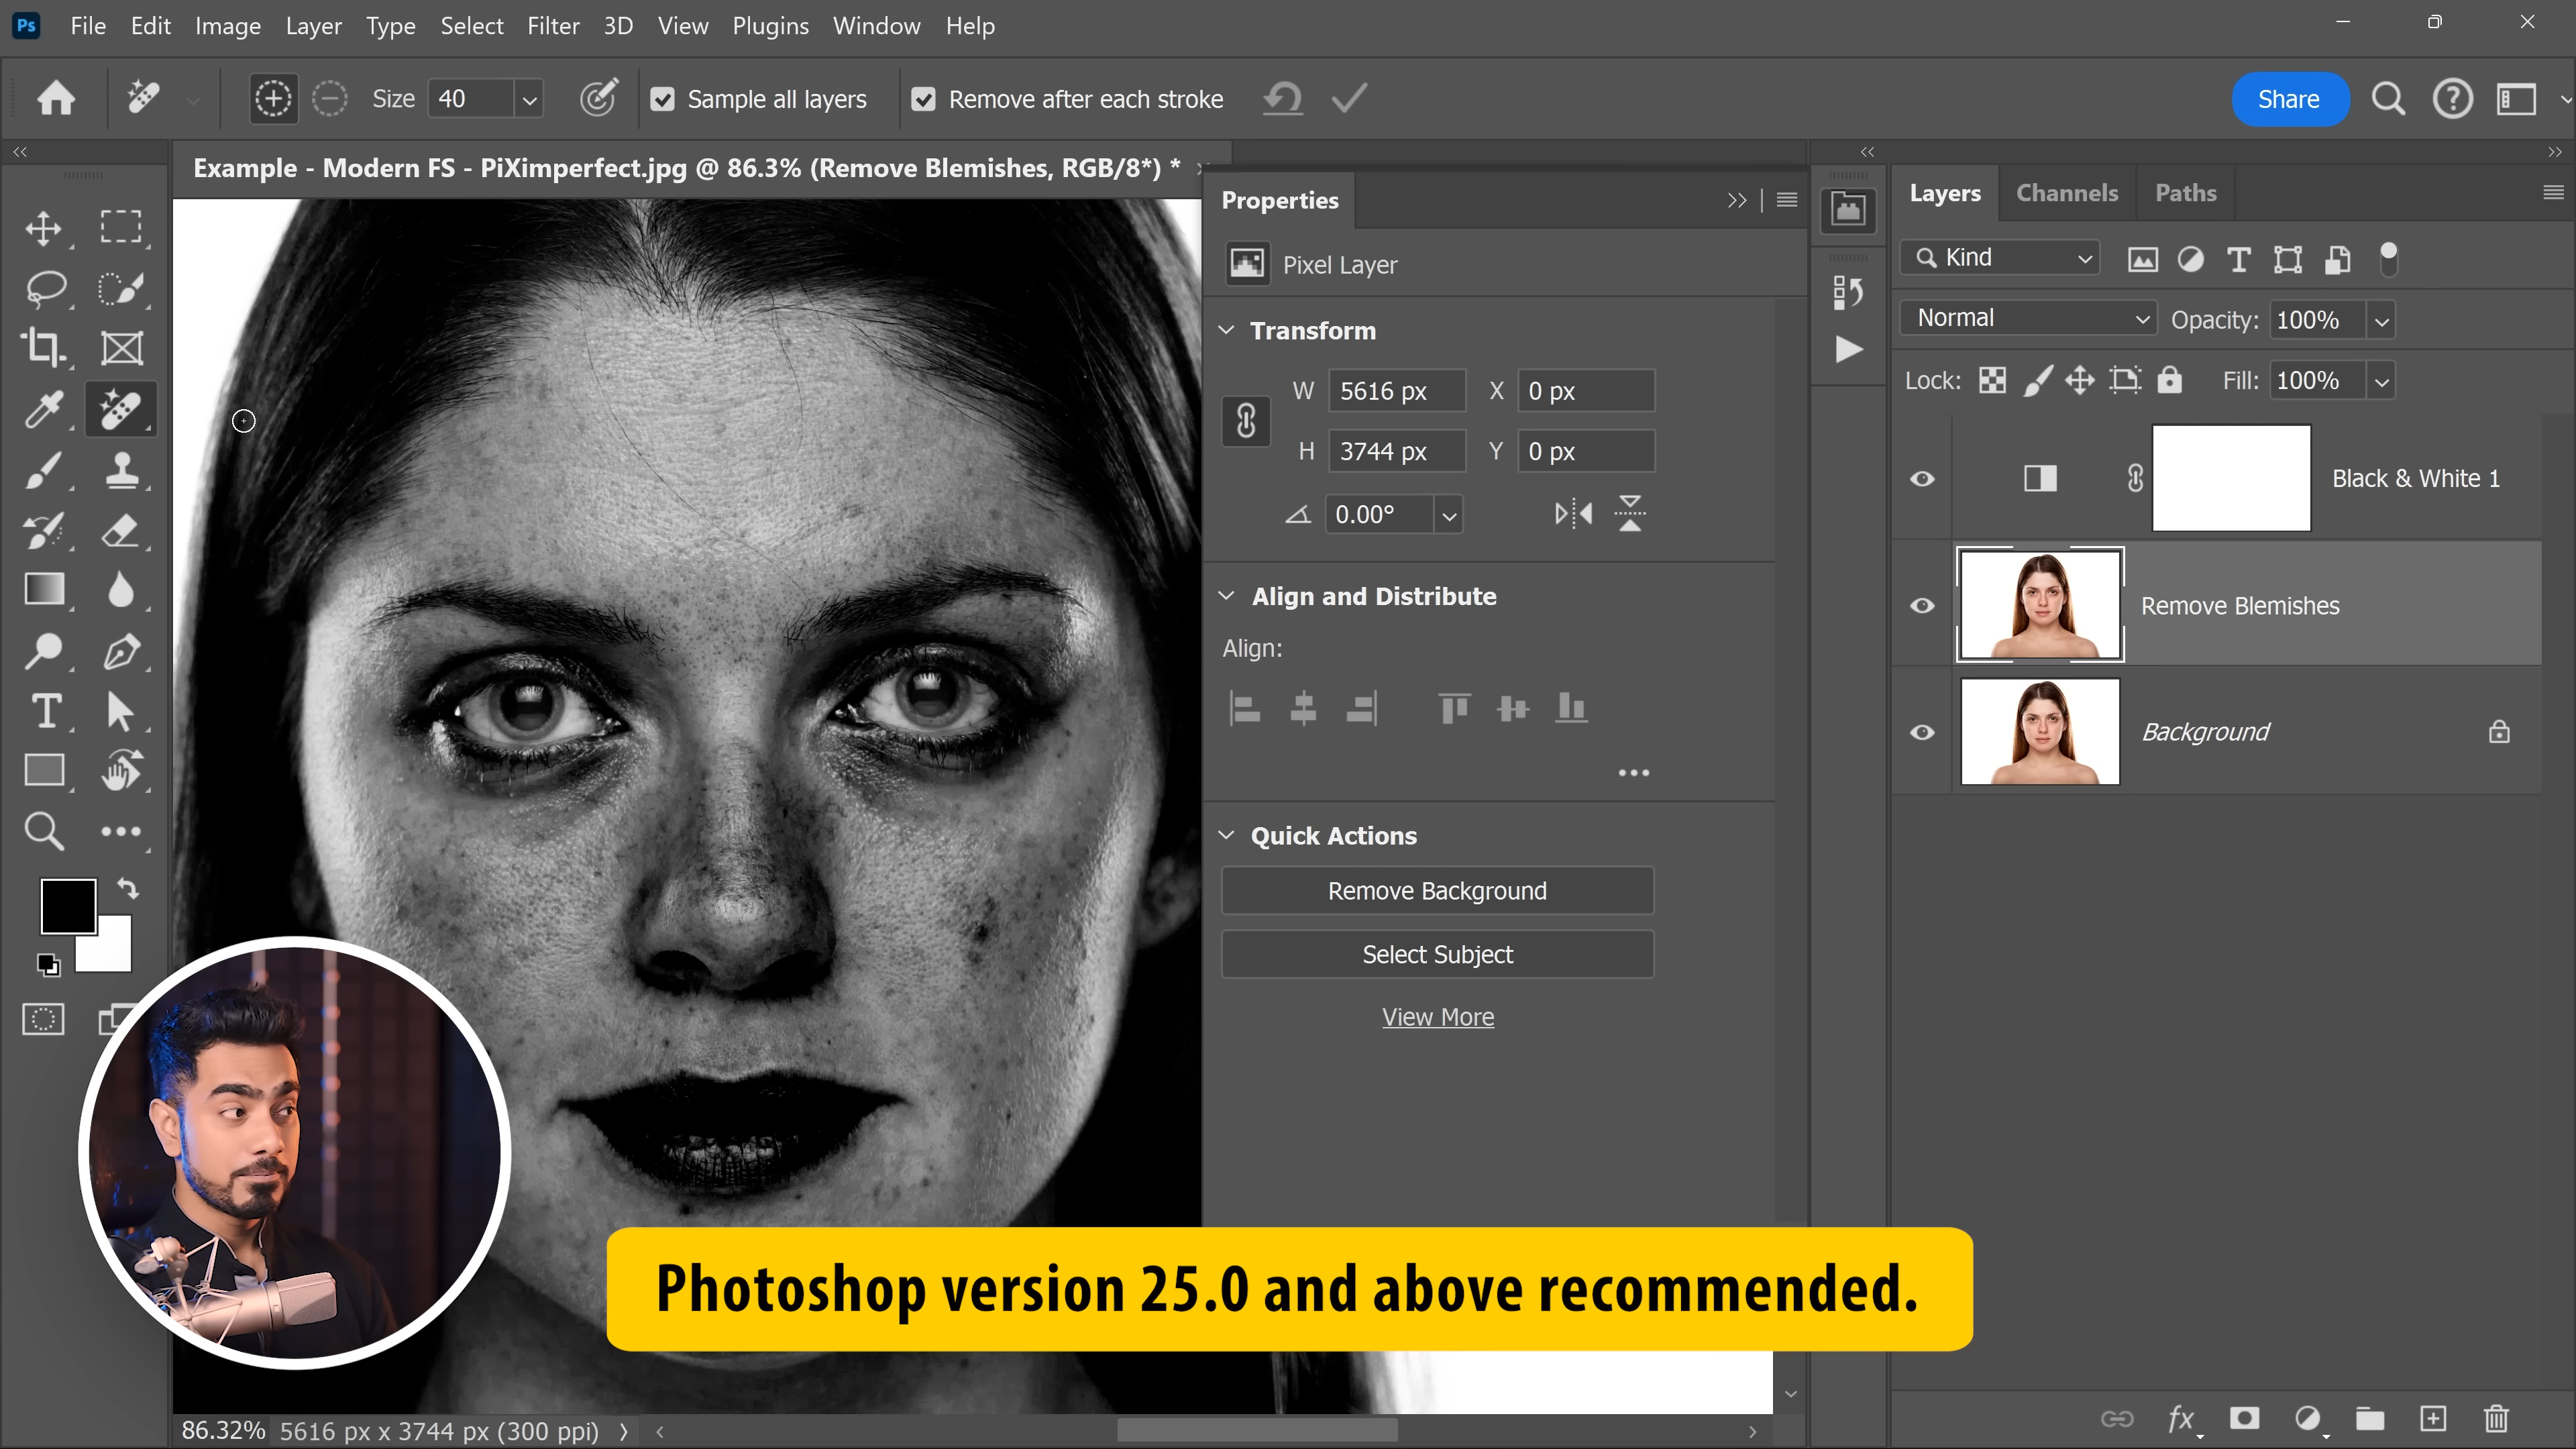 Ps File Edit Image Layer Type Select Filter 3D View Plugins Window Help
Size 40 Sample all layers Remove after each stroke Share
Example - Modern FS - PiXimperfect.jpg @ 86.3% (Remove Blemishes, RGB/8*) *
Properties
Pixel Layer
Transform
W 5616 px X 0 px
H 3744 px Y 0 px
0.00°
Align and Distribute
Align:
Quick Actions
Remove Background
Select Subject
View More
Layers Channels Paths
Kind
Normal Opacity: 100%
Lock: Fill: 100%
Black & White 1
Remove Blemishes
Background
fx
Photoshop version 25.0 and above recommended.
86.32% 5616 px x 3744 px (300 ppi)